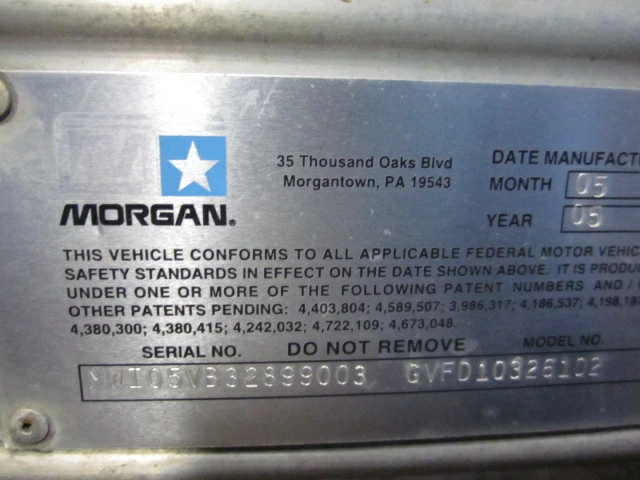 35 Thousand Oaks Blvd
Morgantown, PA 19543
DATE MANUFACT
MONTH 05
YEAR 05
MORGAN®
THIS VEHICLE CONFORMS TO ALL APPLICABLE FEDERAL MOTOR VEHIC
SAFETY STANDARDS IN EFFECT ON THE DATE SHOWN ABOVE. IT IS PRODU
UNDER ONE OR MORE OF THE FOLLOWING PATENT NUMBERS AND /
OTHER PATENTS PENDING: 4,403,804; 4,589,507; 3,986,317; 4,186,537; 4,198,187
4,380,300; 4,380,415; 4,242,032; 4,722,109; 4,673,048.
SERIAL NO. DO NOT REMOVE MODEL NO.
MWI05VB32899003 GVFD10326102